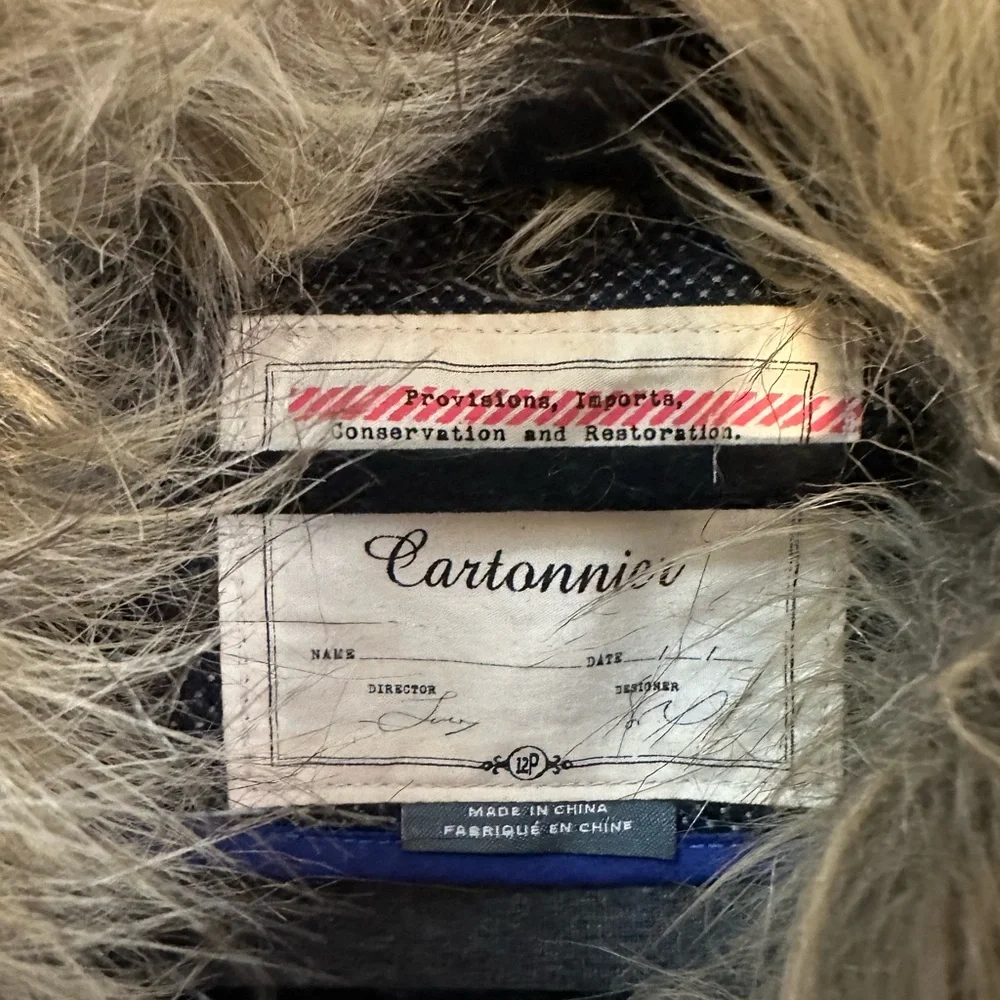 Provisions, Imports,
Conservation and Restoration.
Cartonnier
NAME DATE / /
DIRECTOR DESIGNER
12P
MADE IN CHINA
FABRIQUÉ EN CHINE